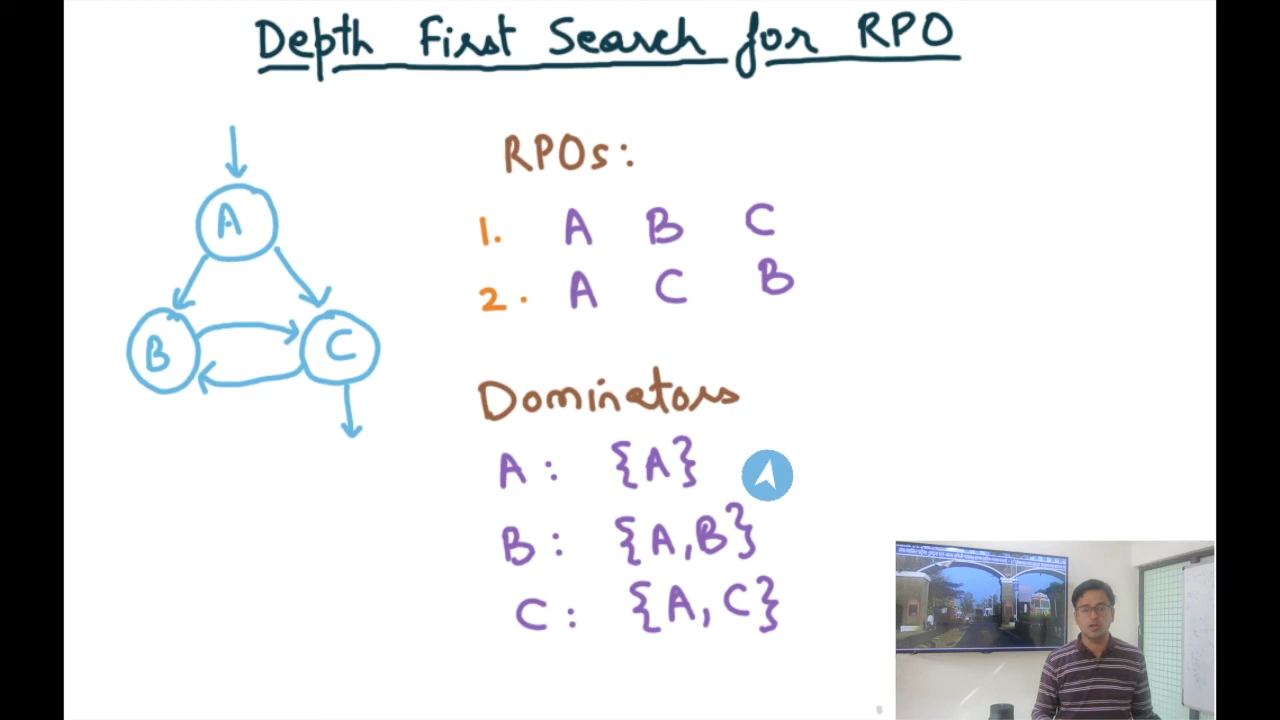 Depth First Search for RPO
A
B
C
RPOs:
1. A B C
2. A C B
Dominators
A: {A}
B: {A,B}
C: {A, C}